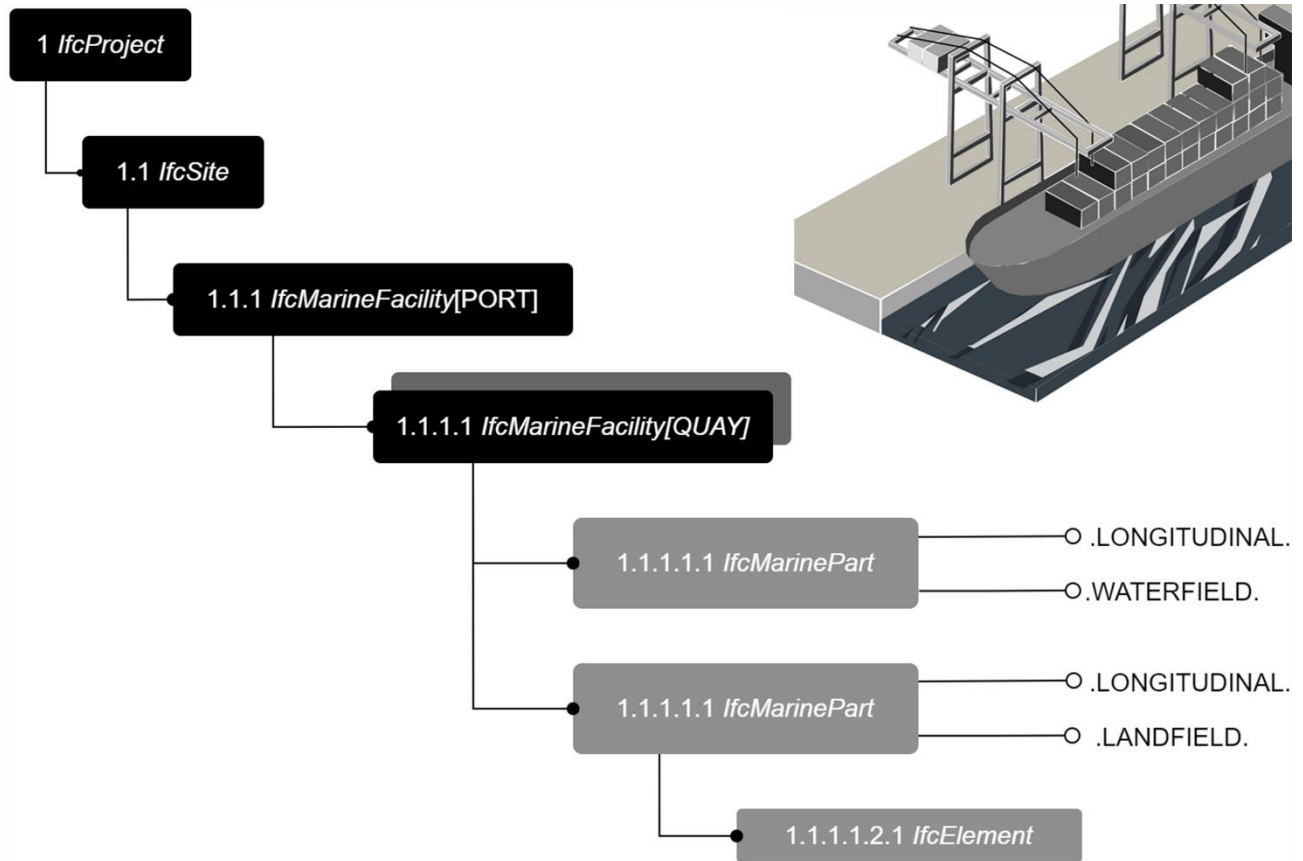 1 IfcProject
1.1 IfcSite
1.1.1 IfcMarineFacility[PORT]
1.1.1.1 IfcMarineFacility[QUAY]
1.1.1.1.1 IfcMarinePart
.LONGITUDINAL.
.WATERFIELD.
1.1.1.1.1 IfcMarinePart
.LONGITUDINAL.
.LANDFIELD.
1.1.1.1.2.1 IfcElement